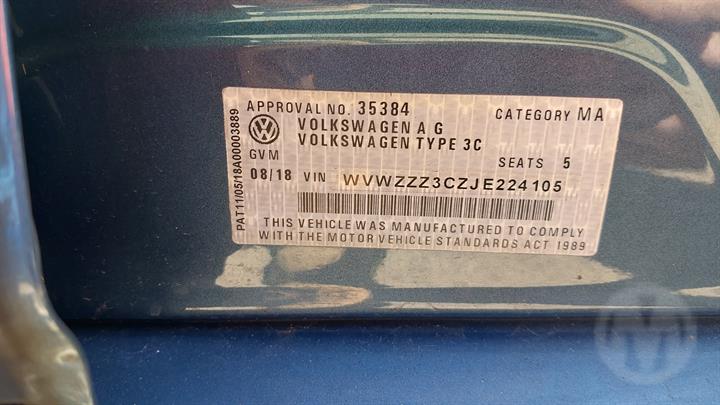 APPROVAL NO. 35384 CATEGORY MA
VOLKSWAGEN A G
VOLKSWAGEN TYPE 3C
GVM SEATS 5
08/18 VIN WVWZZZ3CZJE224105
THIS VEHICLE WAS MANUFACTURED TO COMPLY
WITH THE MOTOR VEHICLE STANDARDS ACT 1989
PAT11/05/18A00003889